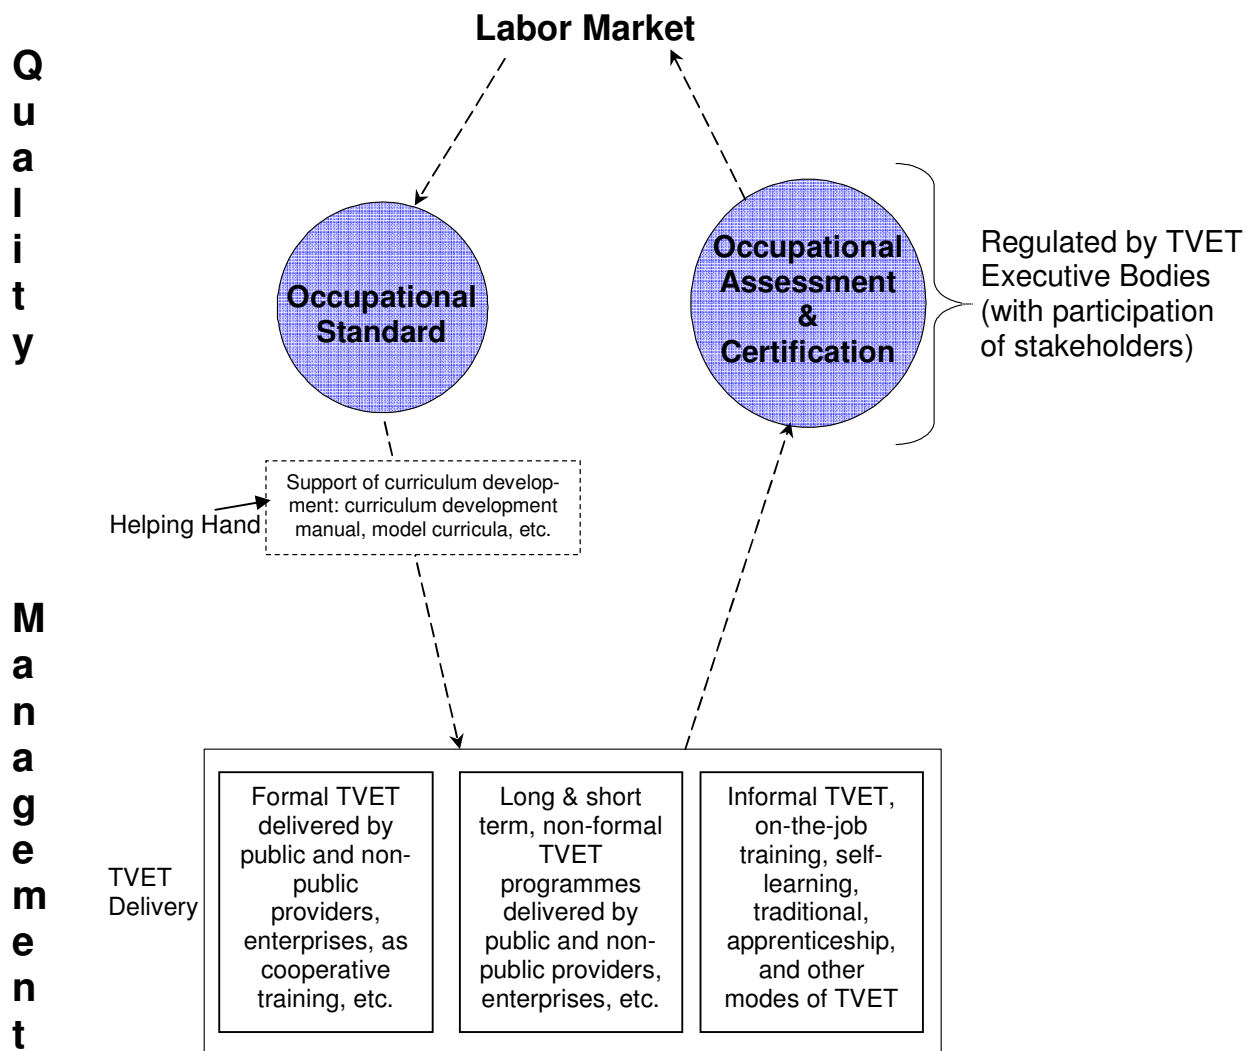 Labor Market
Quality
Occupational
Standard
Occupational
Assessment
&
Certification
Regulated by TVET
Executive Bodies
(with participation
of stakeholders)
Support of curriculum develop-
ment: curriculum development
manual, model curricula, etc.
Helping Hand
Management
TVET
Delivery
Formal TVET
delivered by
public and non-
public
providers,
enterprises, as
cooperative
training, etc.
Long & short
term, non-formal
TVET
programmes
delivered by
public and non-
public providers,
enterprises, etc.
Informal TVET,
on-the-job
training, self-
learning,
traditional,
apprenticeship,
and other
modes of TVET